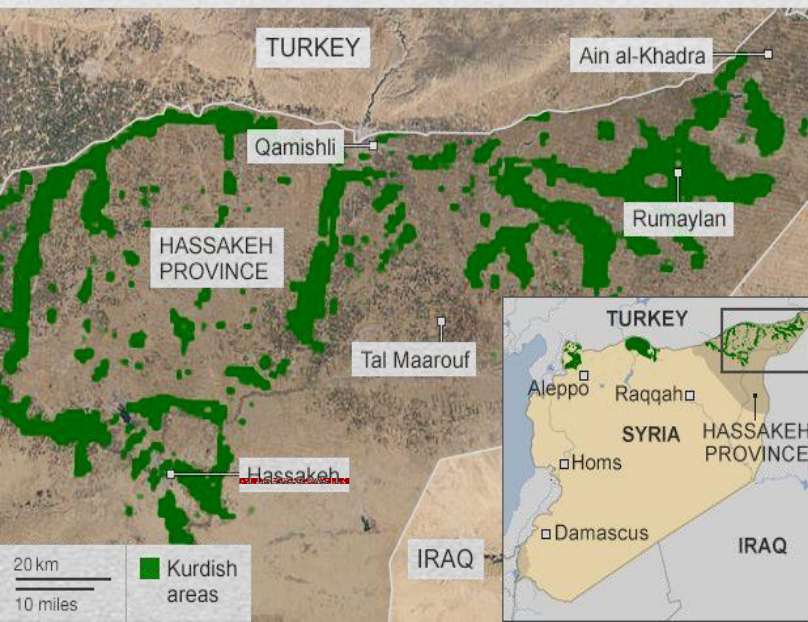 TURKEY
Ain al-Khadra
Qamishli
Rumaylan
HASSAKEH
PROVINCE
Tal Maarouf
Hassakeh
IRAQ
20 km
10 miles
Kurdish
areas
TURKEY
Aleppo
Raqqah
SYRIA
HASSAKEH
PROVINCE
Homs
Damascus
IRAQ